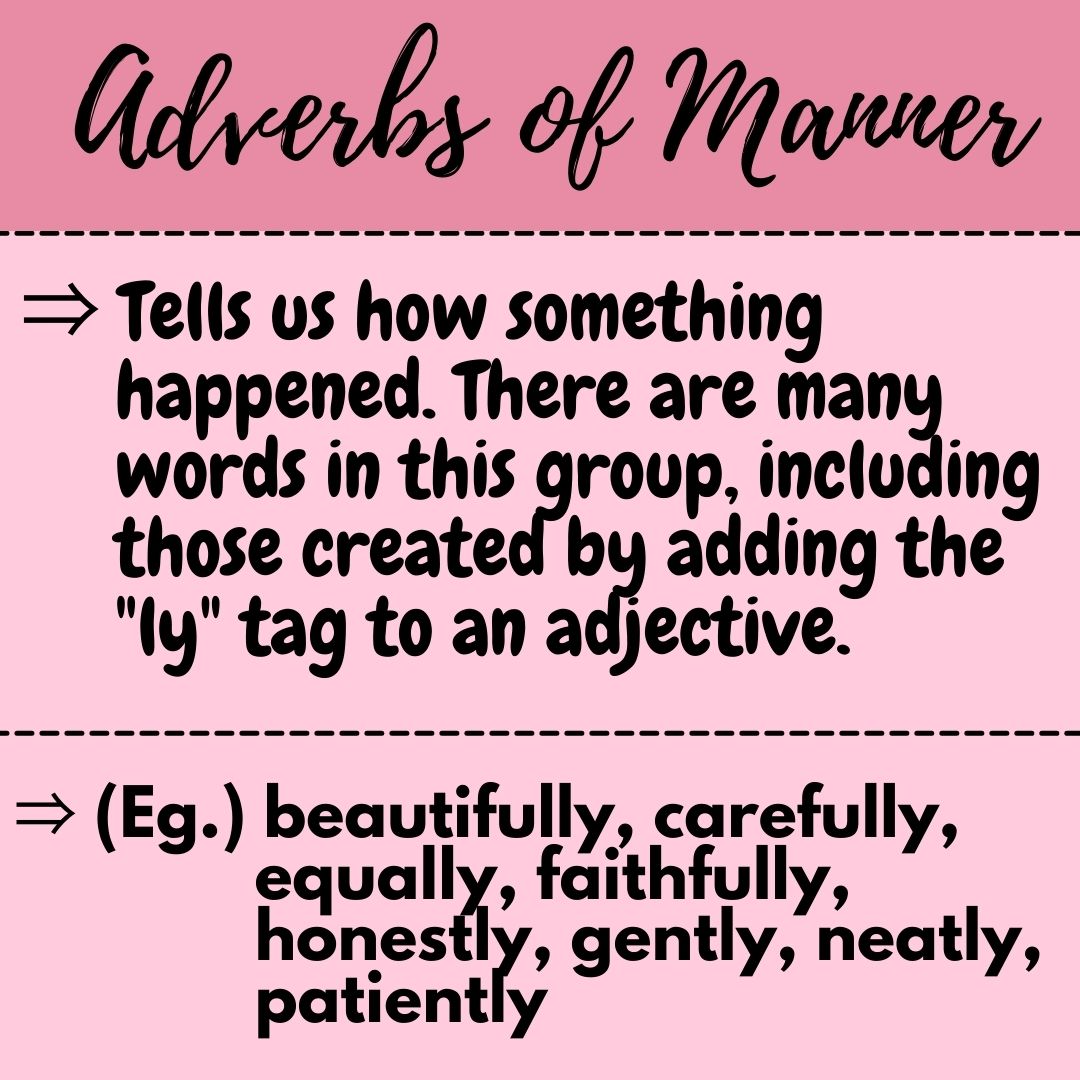 Adverbs of Manner
⇒ Tells us how something
happened. There are many
words in this group, including
those created by adding the
"ly" tag to an adjective.
⇒ (Eg.) beautifully, carefully,
equally, faithfully,
honestly, gently, neatly,
patiently